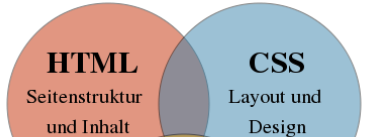 HTML
Seitenstruktur
und Inhalt
CSS
Layout und
Design